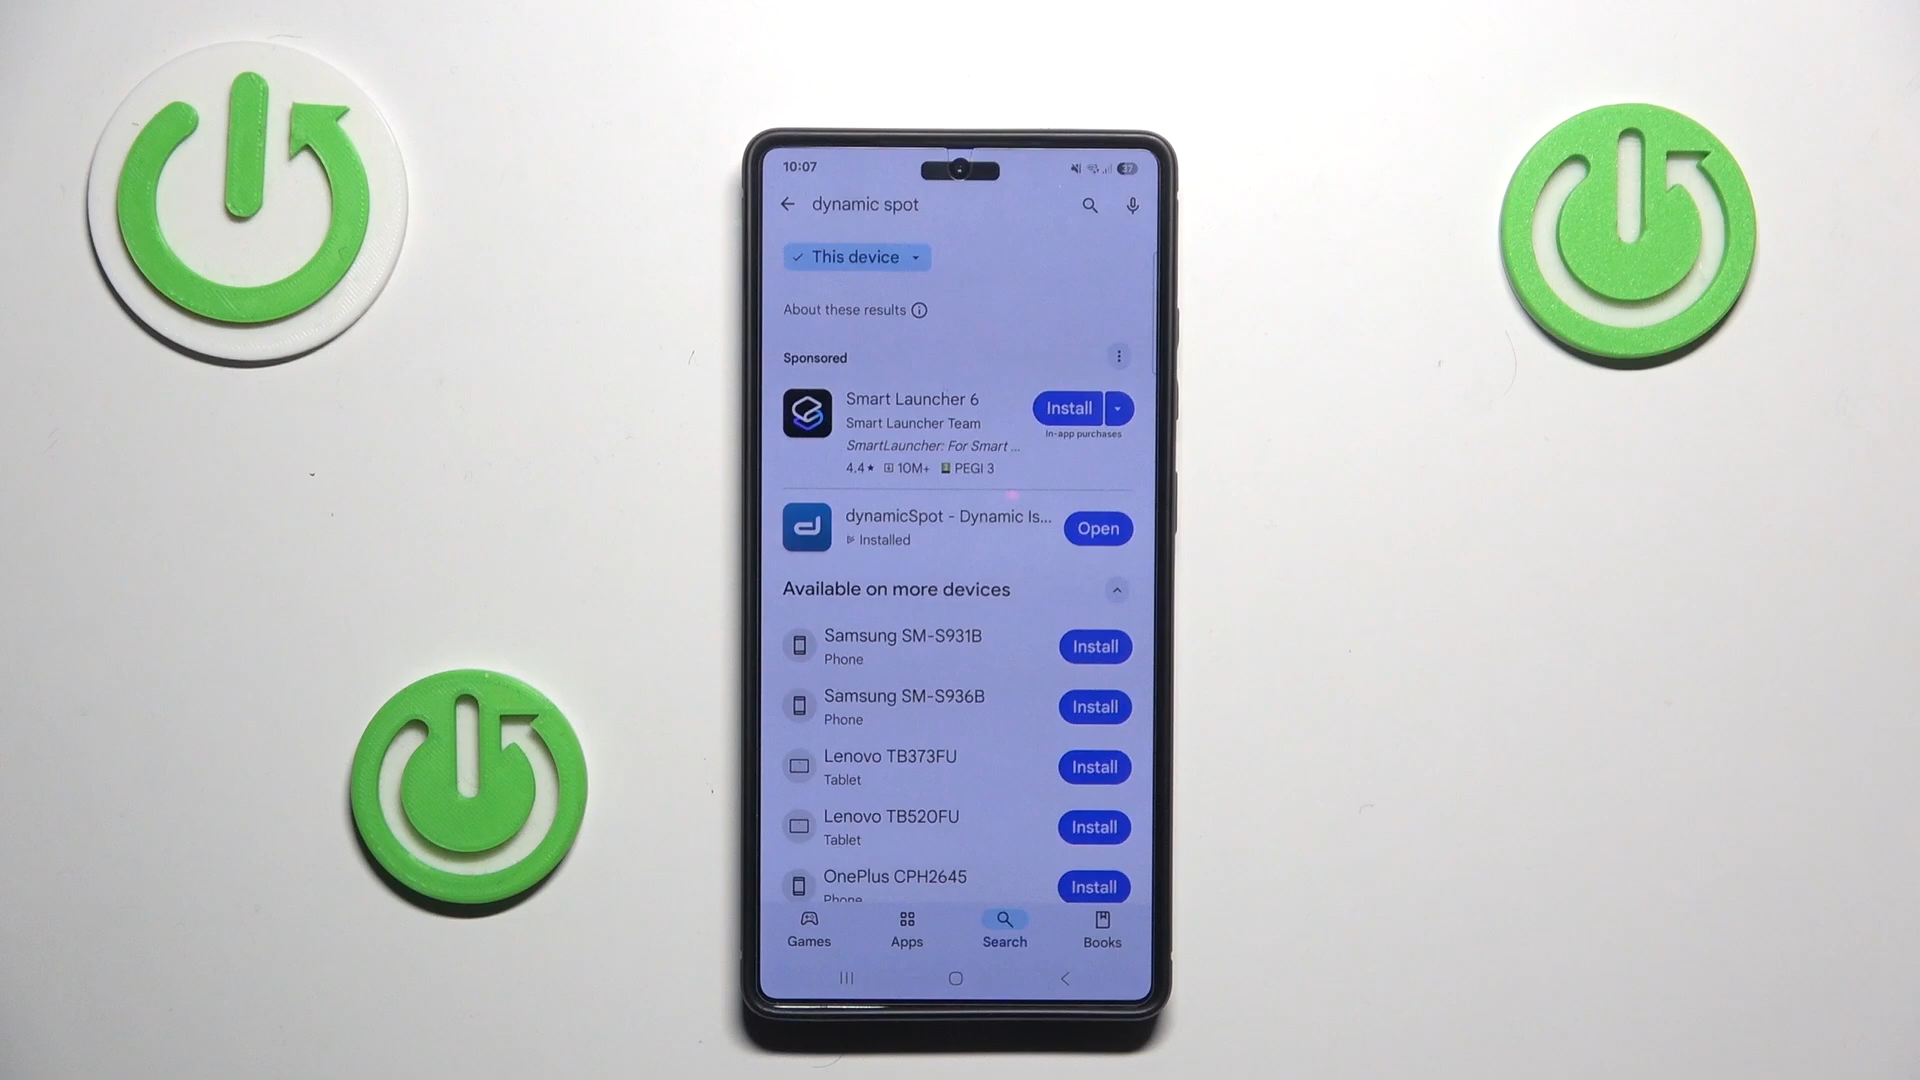 10:07
37
dynamic spot
This device
About these results
Sponsored
Smart Launcher 6
Smart Launcher Team
SmartLauncher: For Smart ...
4.4★ 10M+ PEGI 3
Install
In-app purchases
dynamicSpot - Dynamic Is...
Installed
Open
Available on more devices
Samsung SM-S931B
Phone
Install
Samsung SM-S936B
Phone
Install
Lenovo TB373FU
Tablet
Install
Lenovo TB520FU
Tablet
Install
OnePlus CPH2645
Phone
Install
Games
Apps
Search
Books